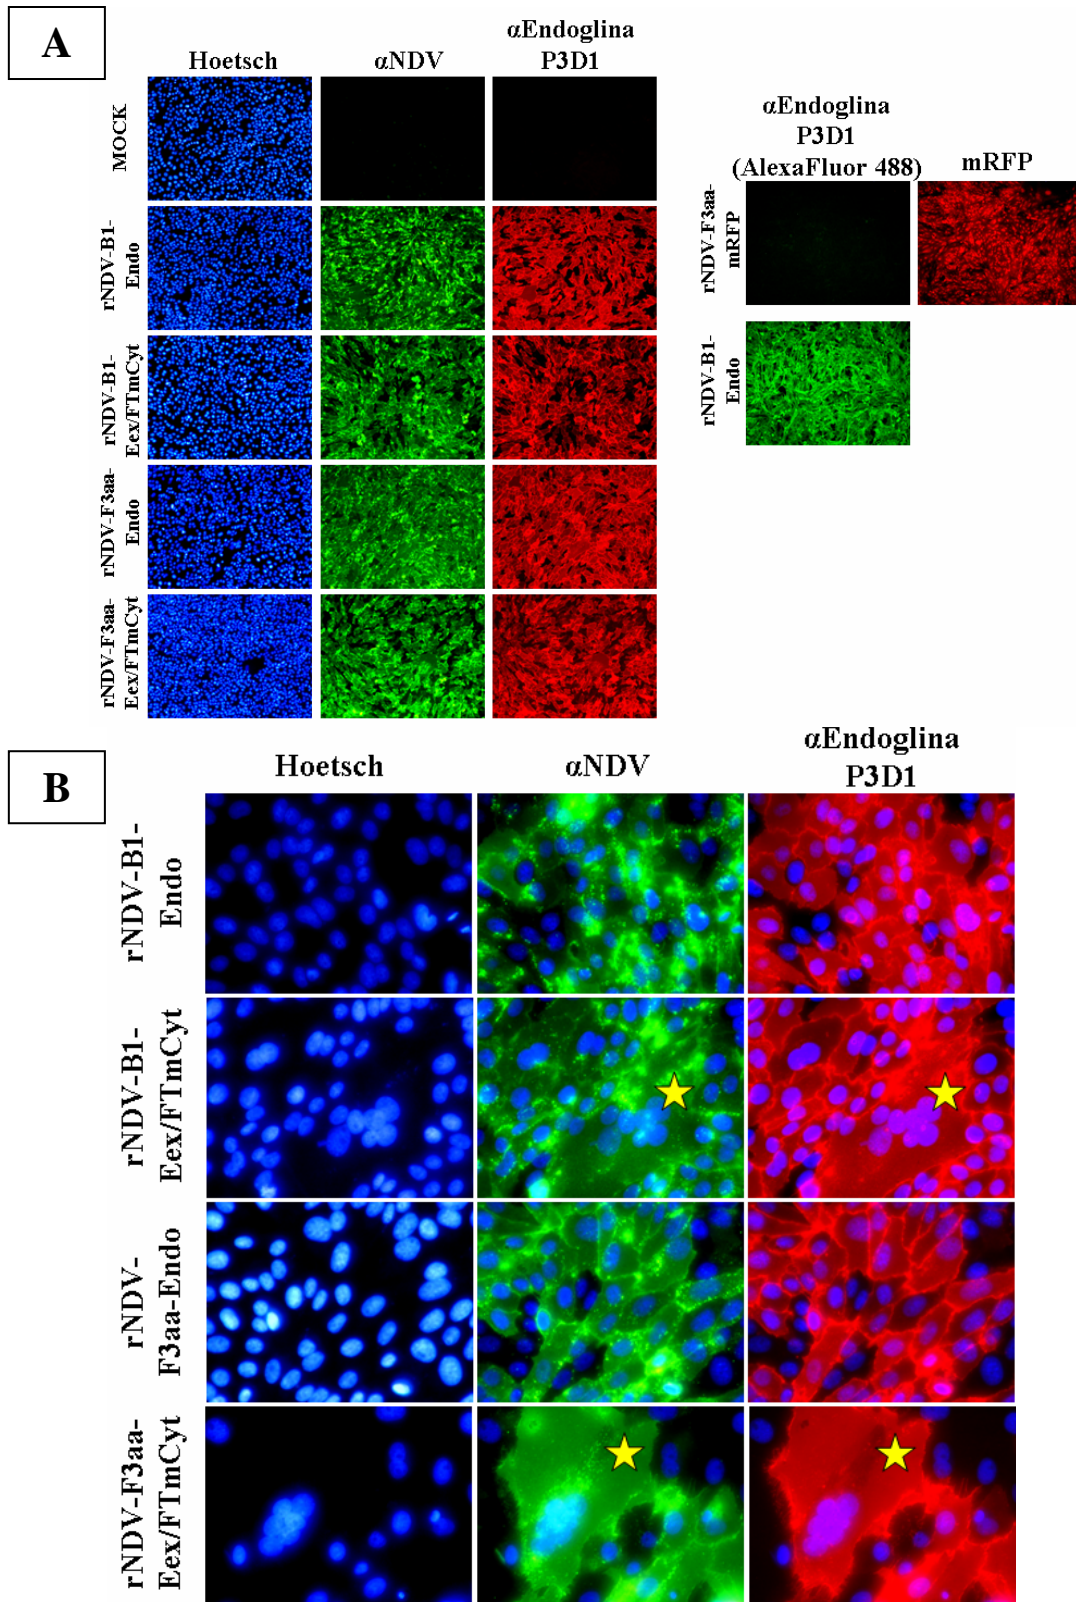 A
Hoetsch
αNDV
αEndoglina
P3D1
MOCK
rNDV-B1-
Endo
rNDV-B1-
Eex/FTmCyt
rNDV-F3aa-
Endo
rNDV-F3aa-
Eex/FTmCyt
αEndoglina
P3D1
(AlexaFluor 488)
mRFP
rNDV-F3aa-
mRFP
rNDV-B1-
Endo
B
Hoetsch
αNDV
αEndoglina
P3D1
rNDV-B1-
Endo
rNDV-B1-
Eex/FTmCyt
rNDV-
F3aa-Endo
rNDV-F3aa-
Eex/FTmCyt